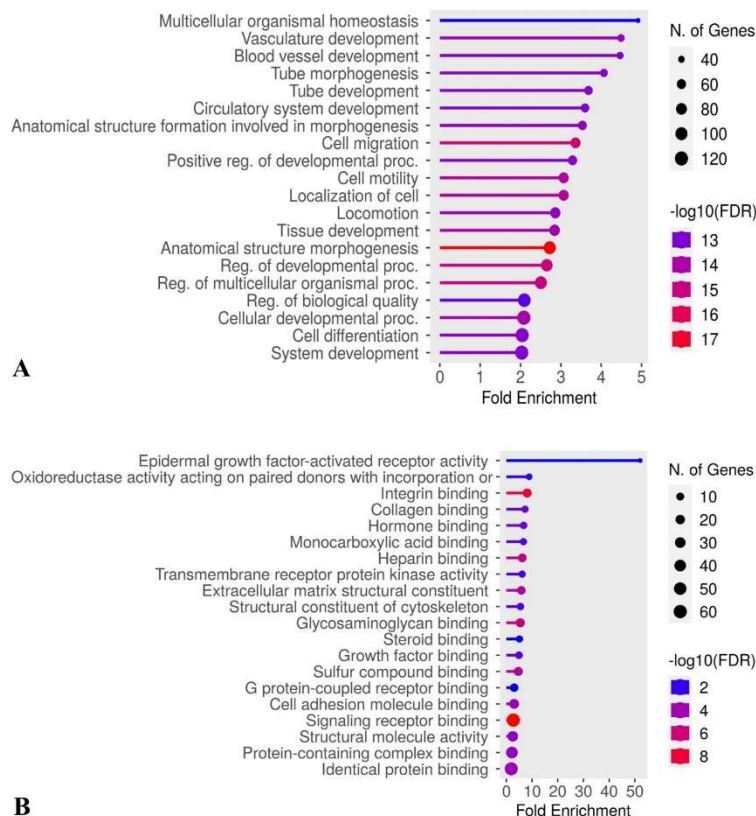 Multicellular organismal homeostasis
Vasculature development
Blood vessel development
Tube morphogenesis
Tube development
Circulatory system development
Anatomical structure formation involved in morphogenesis
Cell migration
Positive reg. of developmental proc.
Cell motility
Localization of cell
Locomotion
Tissue development
Anatomical structure morphogenesis
Reg. of developmental proc.
Reg. of multicellular organismal proc.
Reg. of biological quality
Cellular developmental proc.
Cell differentiation
System development
0 1 2 3 4 5
Fold Enrichment
N. of Genes
40
60
80
100
120
-log10(FDR)
13
14
15
16
17
A
Epidermal growth factor-activated receptor activity
Oxidoreductase activity acting on paired donors with incorporation or
Integrin binding
Collagen binding
Hormone binding
Monocarboxylic acid binding
Heparin binding
Transmembrane receptor protein kinase activity
Extracellular matrix structural constituent
Structural constituent of cytoskeleton
Glycosaminoglycan binding
Steroid binding
Growth factor binding
Sulfur compound binding
G protein-coupled receptor binding
Cell adhesion molecule binding
Signaling receptor binding
Structural molecule activity
Protein-containing complex binding
Identical protein binding
0 10 20 30 40 50
Fold Enrichment
N. of Genes
10
20
30
40
50
60
-log10(FDR)
2
4
6
8
B